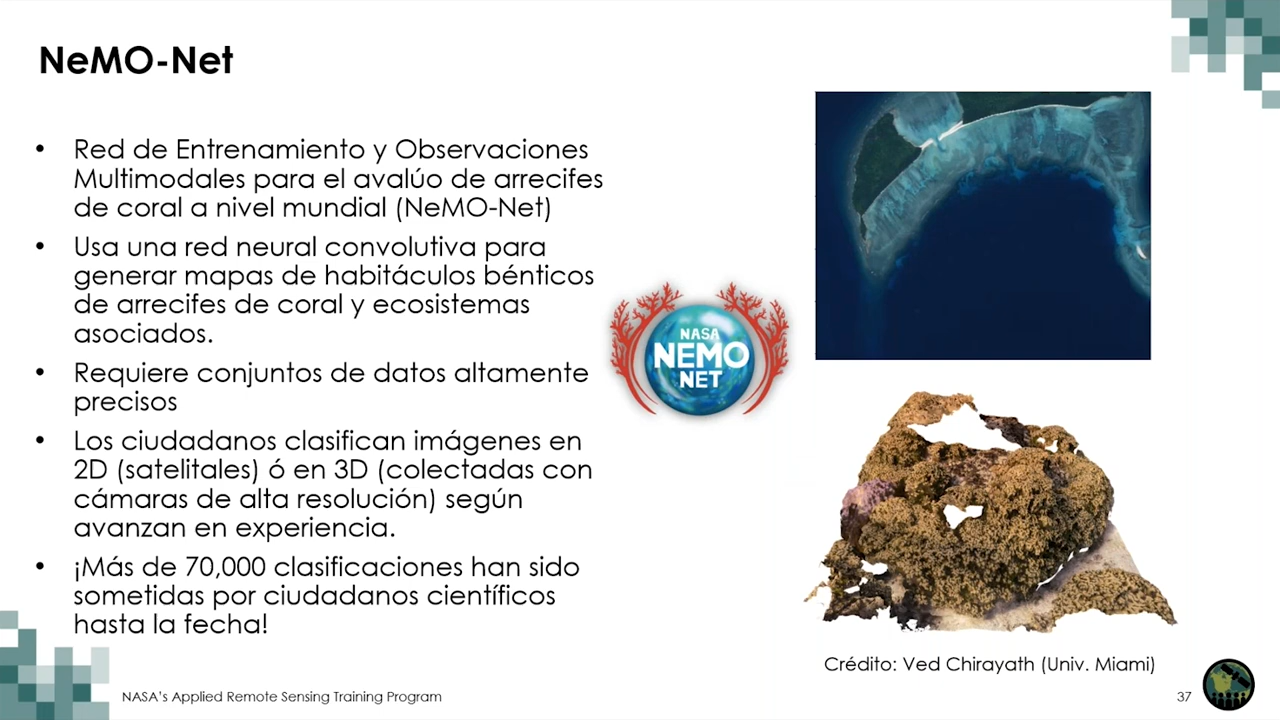 NeMO-Net
• Red de Entrenamiento y Observaciones
Multimodales para el avalúo de arrecifes
de coral a nivel mundial (NeMO-Net)
• Usa una red neural convolutiva para
generar mapas de habitáculos bénticos
de arrecifes de coral y ecosistemas
asociados.
• Requiere conjuntos de datos altamente
precisos
• Los ciudadanos clasifican imágenes en
2D (satelitales) ó en 3D (colectadas con
cámaras de alta resolución) según
avanzan en experiencia.
• ¡Más de 70,000 clasificaciones han sido
sometidas por ciudadanos científicos
hasta la fecha!
NASA
NEMO
NET
Crédito: Ved Chirayath (Univ. Miami)
NASA's Applied Remote Sensing Training Program
37